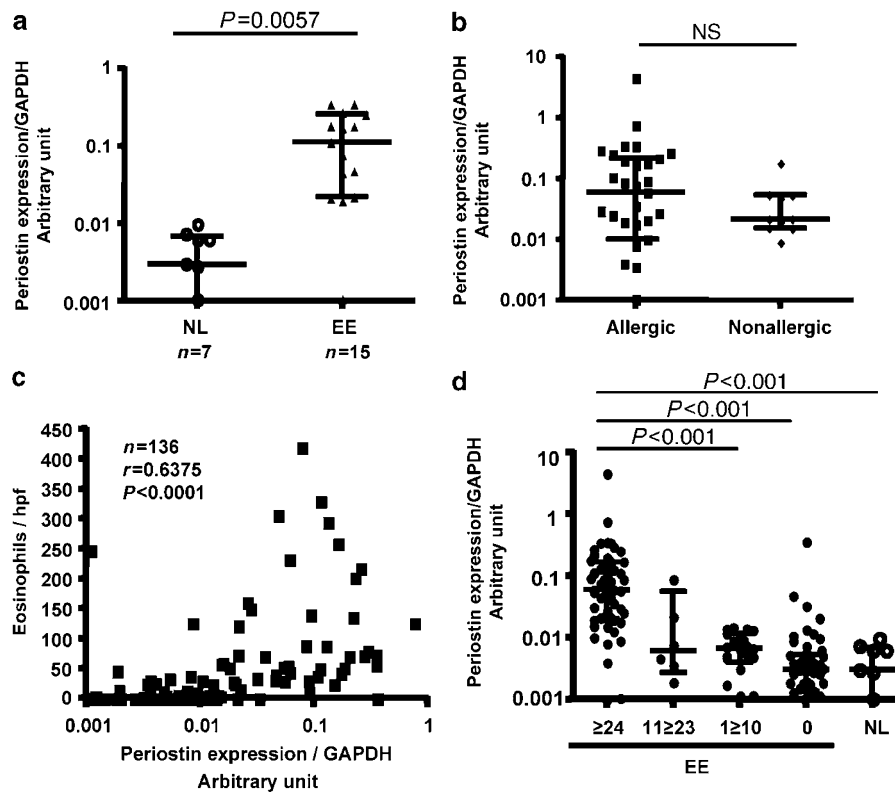 a
P=0.0057
Periostin expression/GAPDH
Arbitrary unit
1
0.1
0.01
0.001
NL
EE
n=7
n=15
b
NS
Periostin expression/GAPDH
Arbitrary unit
10
1
0.1
0.01
0.001
Allergic
Nonallergic
c
n=136
r=0.6375
P<0.0001
Eosinophils / hpf
450
400
350
300
250
200
150
100
50
0
0.001
0.01
0.1
1
Periostin expression / GAPDH
Arbitrary unit
d
P<0.001
P<0.001
P<0.001
Periostin expression/GAPDH
Arbitrary unit
10
1
0.1
0.01
0.001
≥24
11≥23
1≥10
0
NL
EE